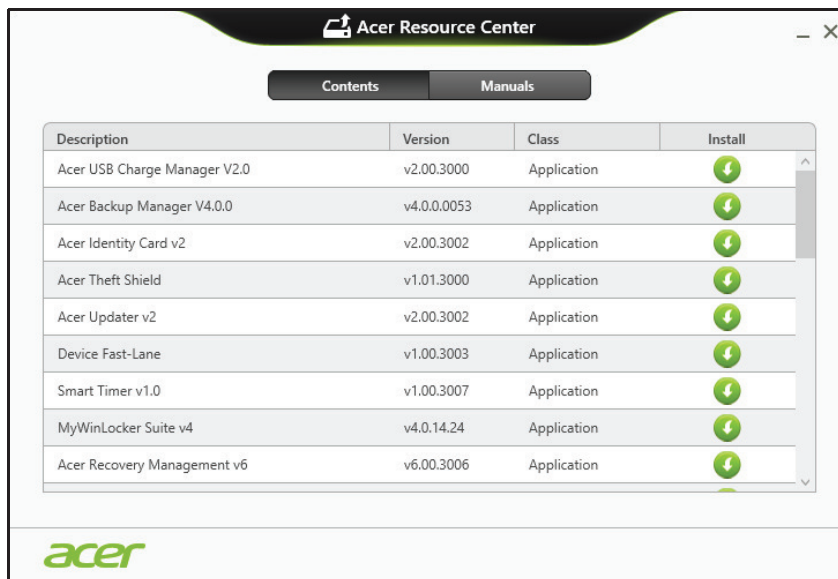 Acer Resource Center
Contents Manuals
Description Version Class Install
Acer USB Charge Manager V2.0 v2.00.3000 Application
Acer Backup Manager V4.0.0 v4.0.0.0053 Application
Acer Identity Card v2 v2.00.3002 Application
Acer Theft Shield v1.01.3000 Application
Acer Updater v2 v2.00.3002 Application
Device Fast-Lane v1.00.3003 Application
Smart Timer v1.0 v1.00.3007 Application
MyWinLocker Suite v4 v4.0.14.24 Application
Acer Recovery Management v6 v6.00.3006 Application
acer